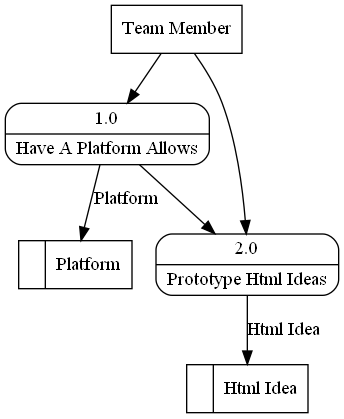 Team Member
1.0
Have A Platform Allows
Platform
Platform
2.0
Prototype Html Ideas
Html Idea
Html Idea